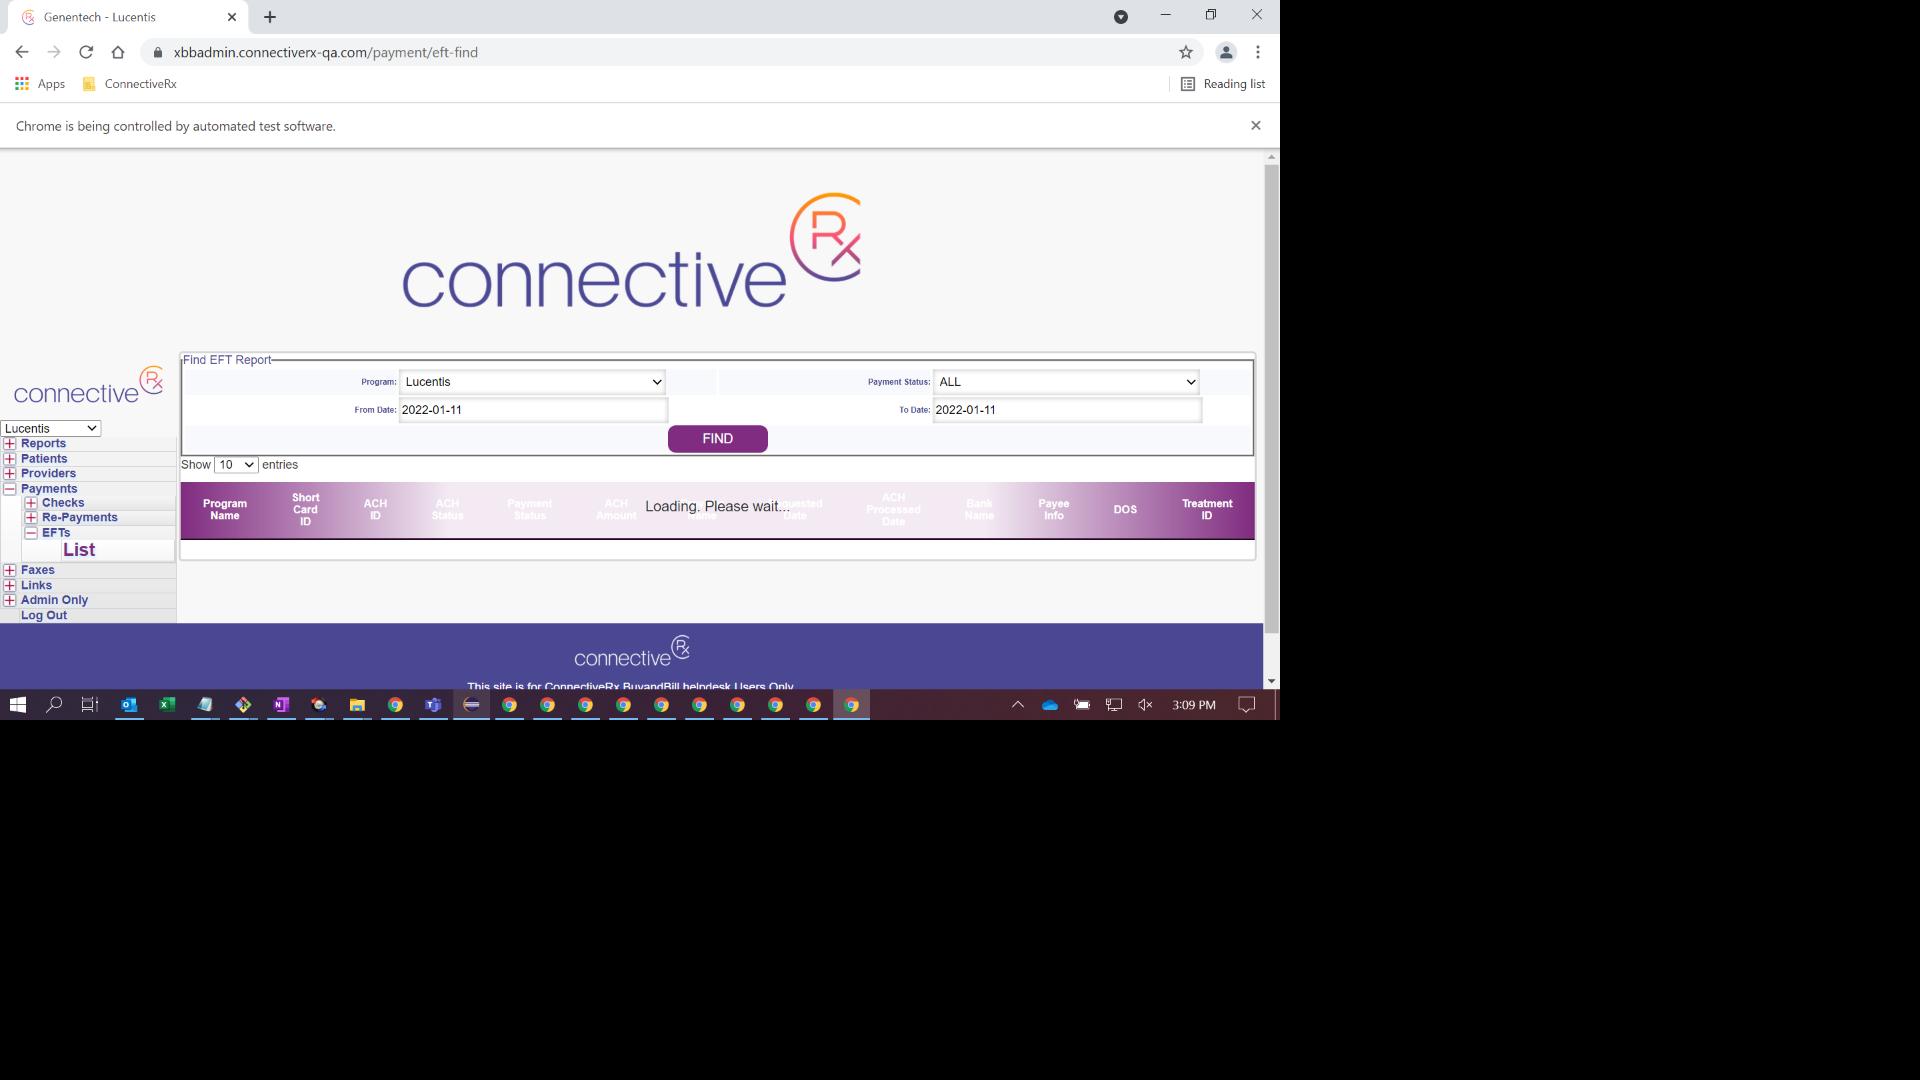 Genentech - Lucentis
xbbadmin.connectiverx-qa.com/payment/eft-find
Apps
ConnectiveRx
Reading list
Chrome is being controlled by automated test software.
connective Rx
Find EFT Report
Program: Lucentis
Payment Status: ALL
From Date: 2022-01-11
To Date: 2022-01-11
FIND
Show 10 entries
Program Name
Short Card ID
ACH ID
ACH Status
Payment Status
ACH Amount
Name
Date
ACH Processed Date
Bank Name
Payee Info
DOS
Treatment ID
Loading. Please wait...
connective Rx
Lucentis
Reports
Patients
Providers
Payments
Checks
Re-Payments
EFTs
List
Faxes
Links
Admin Only
Log Out
connective Rx
This site is for ConnectiveRx BuyandBill helpdesk Users Only
3:09 PM